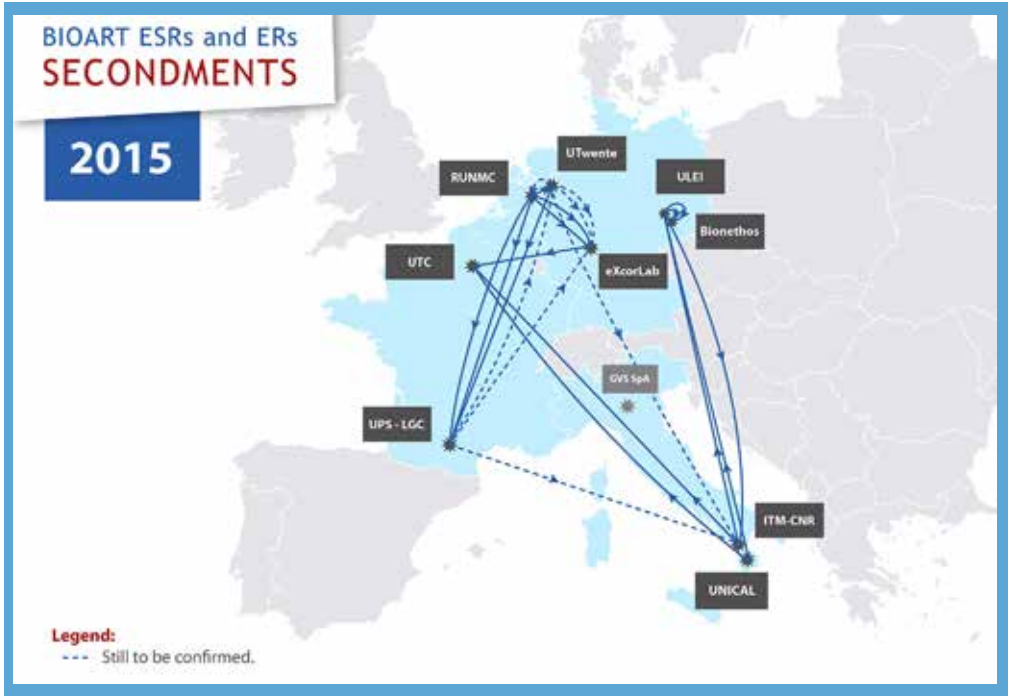 BIOART ESRs and ERs
SECONDMENTS
2015
UTwente
RUNMC
ULEI
Bionethos
UTC
eXcorLab
GVS SpA
UPS - LGC
ITM-CNR
UNICAL
Legend:
Still to be confirmed.